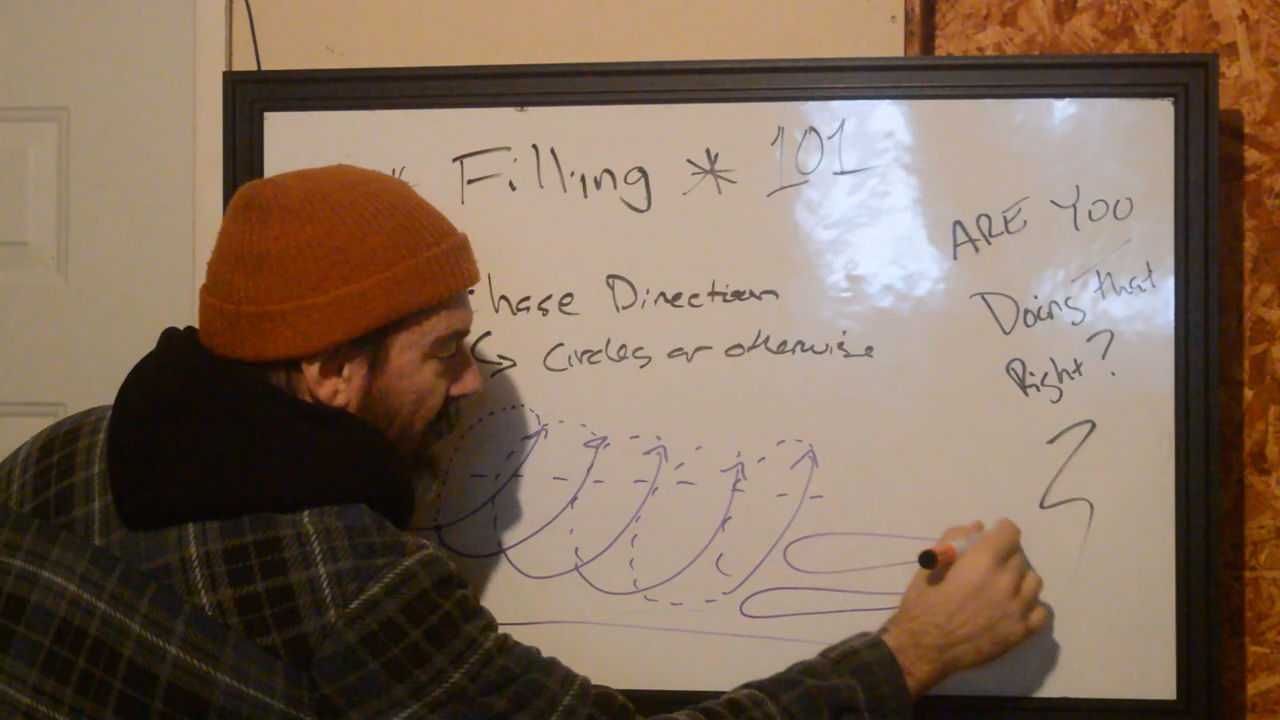 * Filling * 101
hase Direction
↳ Circles or otherwise
ARE YOU
Doing that
Right?